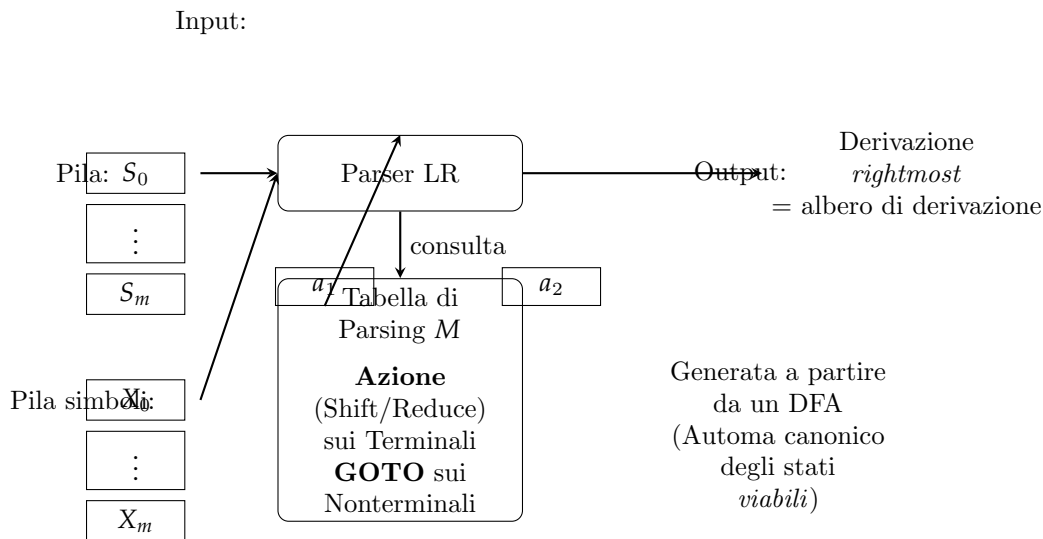 Input:
Pila:
S₀
⋮
Sₘ
Parser LR
Output:
Derivazione
rightmost
= albero di derivazione
consulta
a₁
a₂
Tabella di
Parsing M
Azione
(Shift/Reduce)
sui Terminali
GOTO sui
Nonterminali
Pila simboli:
X₀
⋮
Xₘ
Generata a partire
da un DFA
(Automa canonico
degli stati
viabili)